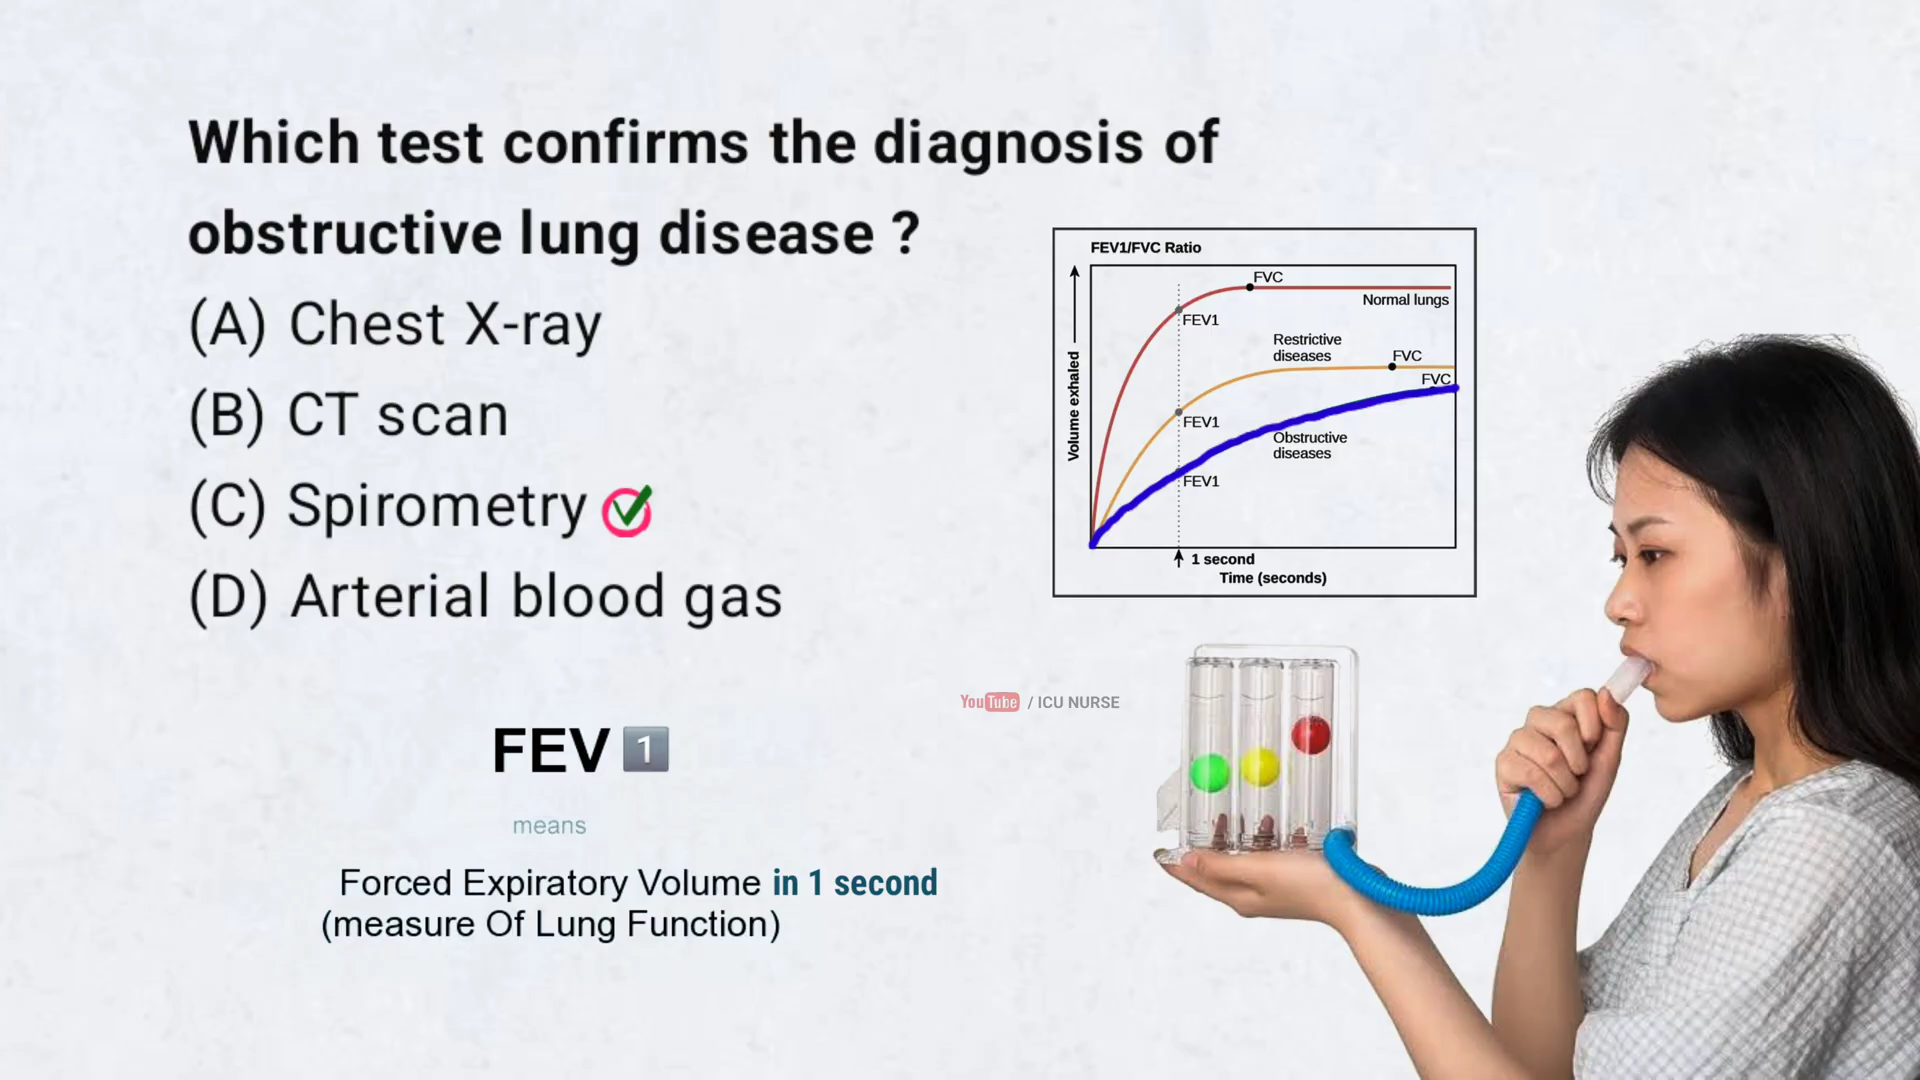 Which test confirms the diagnosis of
obstructive lung disease ?
(A) Chest X-ray
(B) CT scan
(C) Spirometry
(D) Arterial blood gas
FEV 1
means
Forced Expiratory Volume in 1 second
(measure Of Lung Function)
FEV1/FVC Ratio
FVC
Normal lungs
FEV1
Restrictive
diseases
FVC
FVC
FEV1
Obstructive
diseases
FEV1
Volume exhaled
1 second
Time (seconds)
YouTube / ICU NURSE